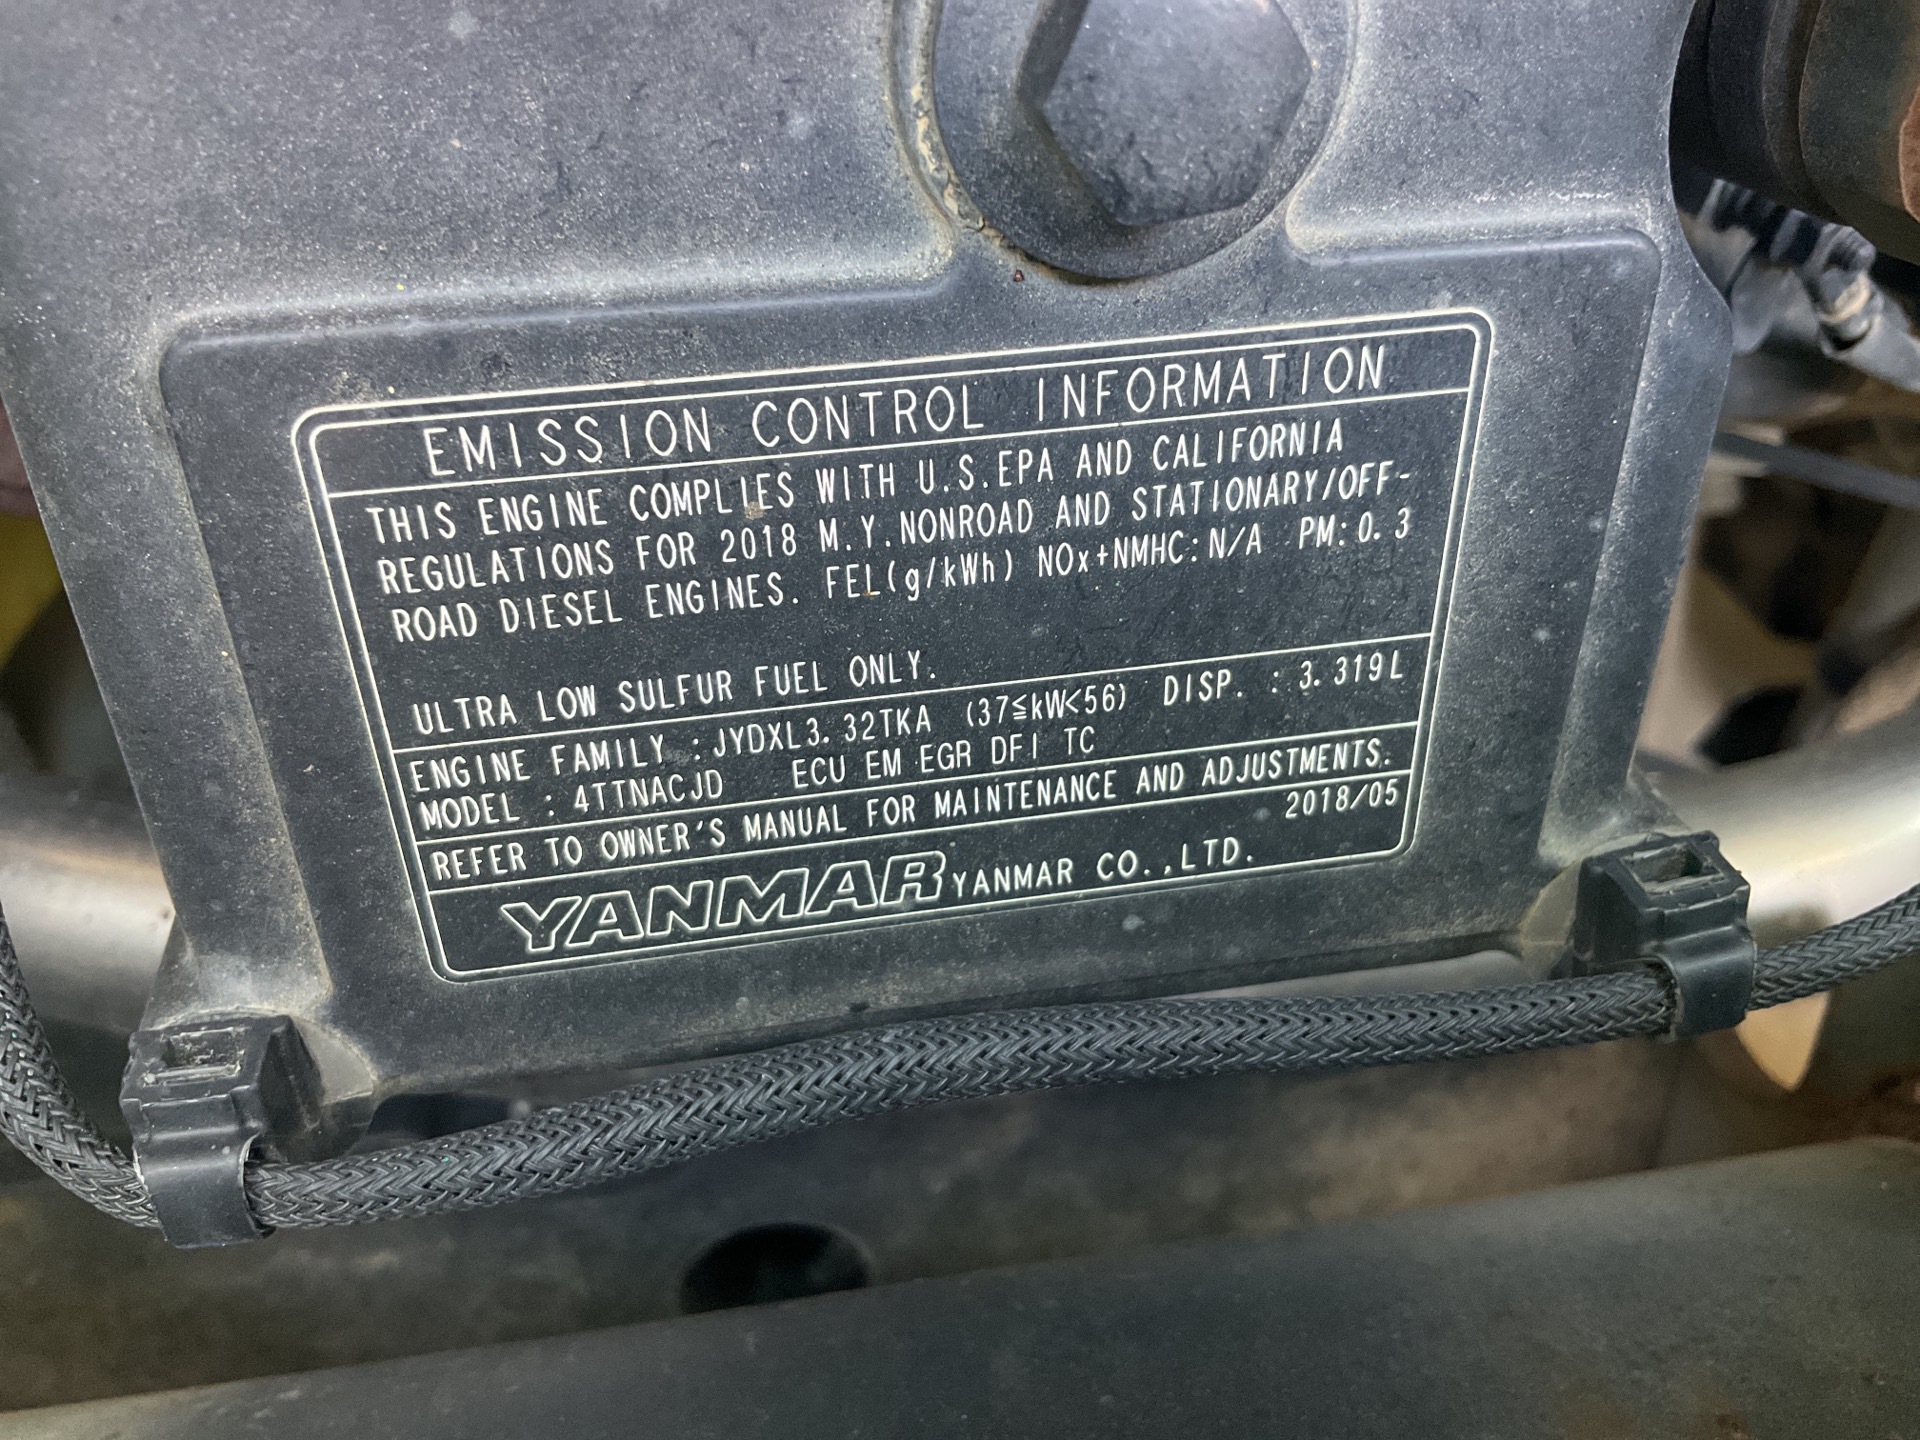 EMISSION CONTROL INFORMATION
THIS ENGINE COMPLIES WITH U.S.EPA AND CALIFORNIA
REGULATIONS FOR 2018 M.Y.NONROAD AND STATIONARY/OFF-
ROAD DIESEL ENGINES. FEL(g/kWh) NOx+NMHC:N/A PM:0.3
ULTRA LOW SULFUR FUEL ONLY.
ENGINE FAMILY :JYDXL3.32TKA (37≦kW<56) DISP. : 3.319L
MODEL : 4TTNACJD ECU EM EGR DFI TC
REFER TO OWNER'S MANUAL FOR MAINTENANCE AND ADJUSTMENTS.
2018/05
YANMAR YANMAR CO.,LTD.